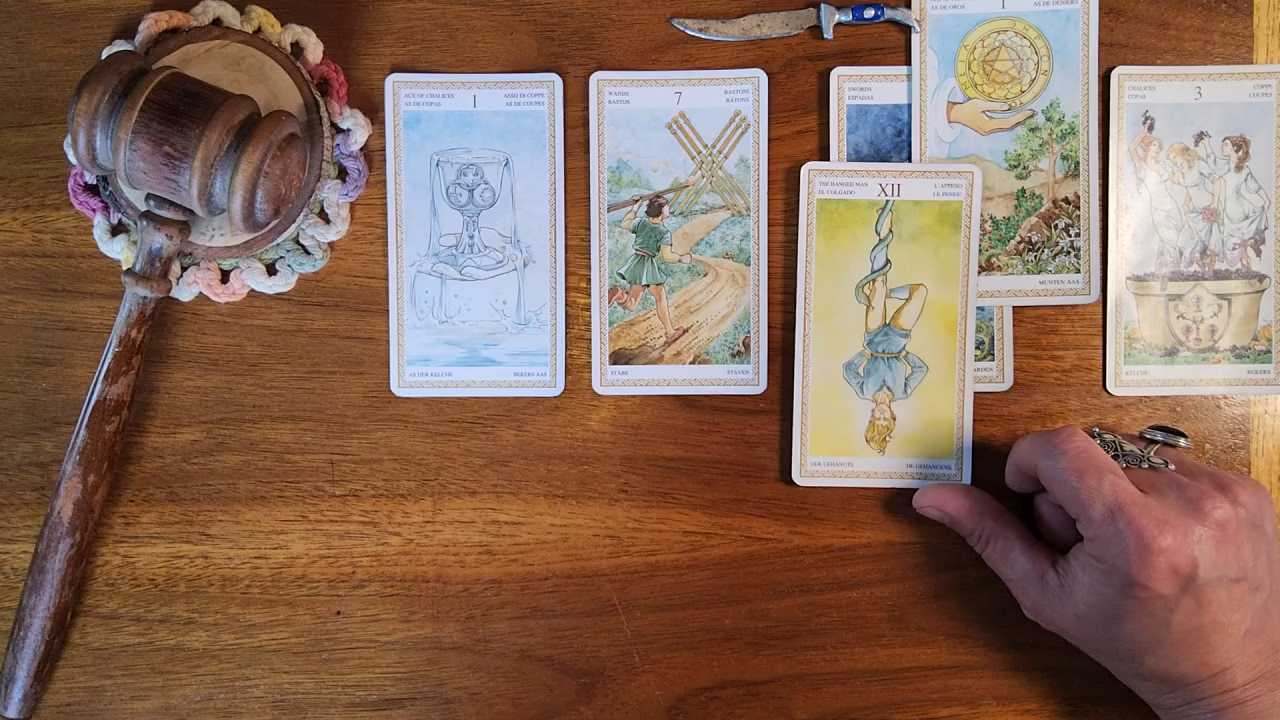 ACE OF CHALICES
AS DE COPAS
1
ASSO DI COPPE
AS DE COUPES
AS DER KELCHE
BEKERS AAS
WANDS
BASTOS
7
BASTONI
BÂTONS
STÄBE
STAVEN
SWORDS
ESPADAS
THE HANGED MAN
EL COLGADO
XII
L'APPESO
LE PENDU
DER GEHÄNGTE
DE GEHANGENE
AS DE OROS
1
AS DE DENIERS
MUNTEN AAS
CHALICES
COPAS
3
COPPE
COUPES
KELCHE
BEKERS